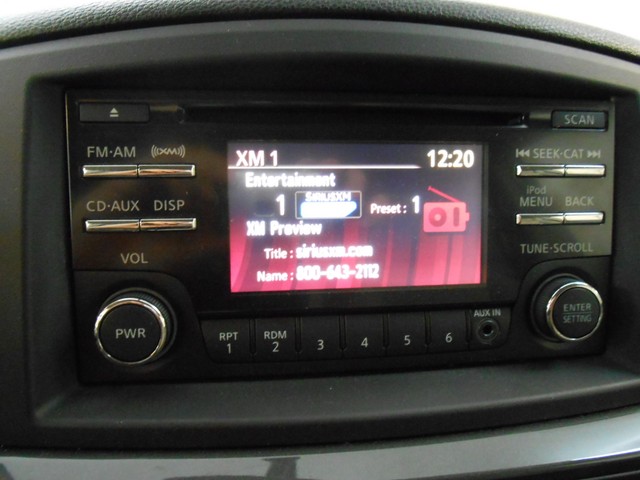 SCAN
FM·AM XM
SEEK·CAT
CD·AUX DISP
iPod
MENU BACK
VOL
TUNE·SCROLL
XM 1 12:20
Entertainment
1 SIRIUSXM Preset : 1
XM Preview
Title : siriusxm.com
Name : 800-643-2112
PWR
ENTER
SETTING
AUX IN
RPT RDM
1 2 3 4 5 6